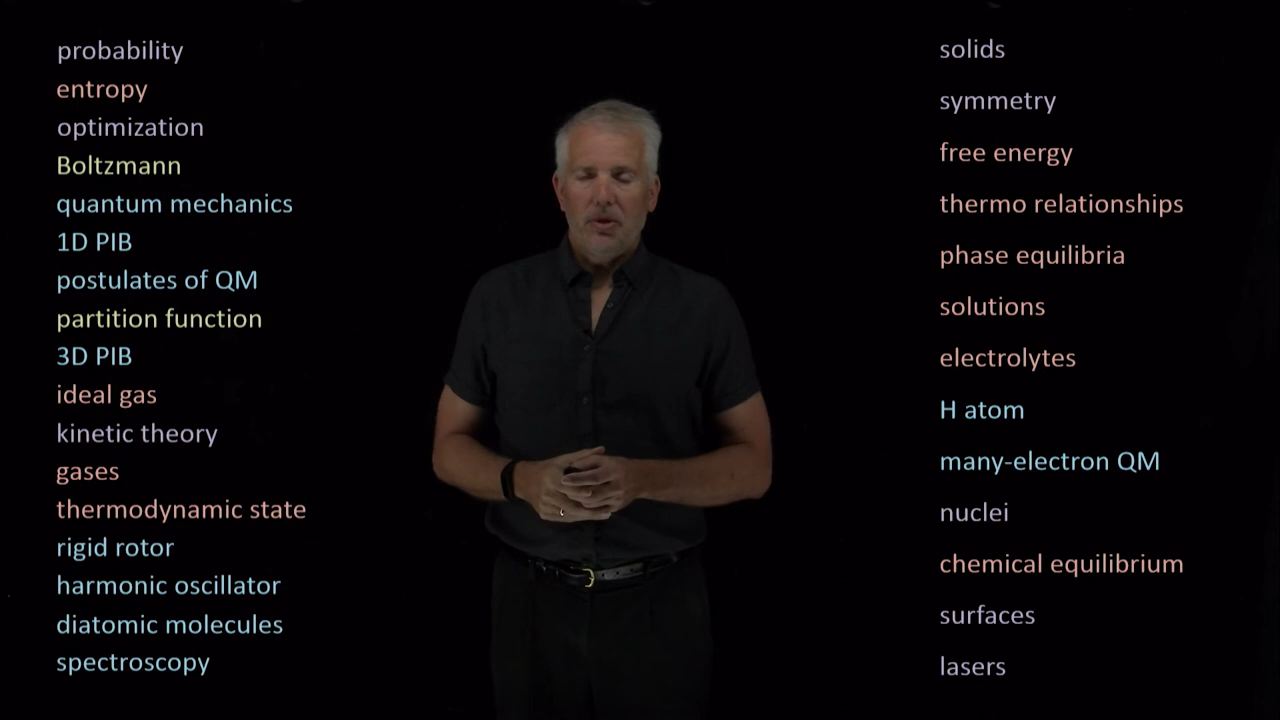 probability
entropy
optimization
Boltzmann
quantum mechanics
1D PIB
postulates of QM
partition function
3D PIB
ideal gas
kinetic theory
gases
thermodynamic state
rigid rotor
harmonic oscillator
diatomic molecules
spectroscopy
solids
symmetry
free energy
thermo relationships
phase equilibria
solutions
electrolytes
H atom
many-electron QM
nuclei
chemical equilibrium
surfaces
lasers